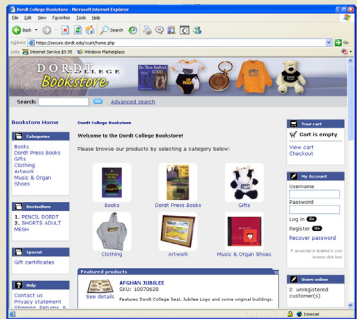 Dordt College Bookstore - Microsoft Internet Explorer
File Edit View Favorites Tools Help
Back Search
Address https://secure.dordt.edu/xcart/home.php Go
Links Internet Service $9.95 Windows Marketplace
DORDT COLLEGE
Bookstore
Search: Advanced search
Bookstore Home
Categories
Books
Dordt Press Books
Gifts
Clothing
Artwork
Music & Organ
Shoes
Bestsellers
1. PENCIL DORDT
2. SHORTS ADULT
MESH
Special
Gift certificates
Help
Contact us
Privacy statement
Dordt College Bookstore
Welcome to the Dordt College Bookstore!
Please browse our products by selecting a category below:
Books
Dordt Press Books
Gifts
Clothing
Artwork
Music & Organ Shoes
Featured products
AFGHAN JUBILEE
SKU: 10070628
See details
Features Dordt College Seal, Jubilee Logo and some original buildings.
Your cart
Cart is empty
View cart
Checkout
My Account
Username
Password
Log in
Register
Recover password
Users online
2 unregistered
customer(s)
Internet